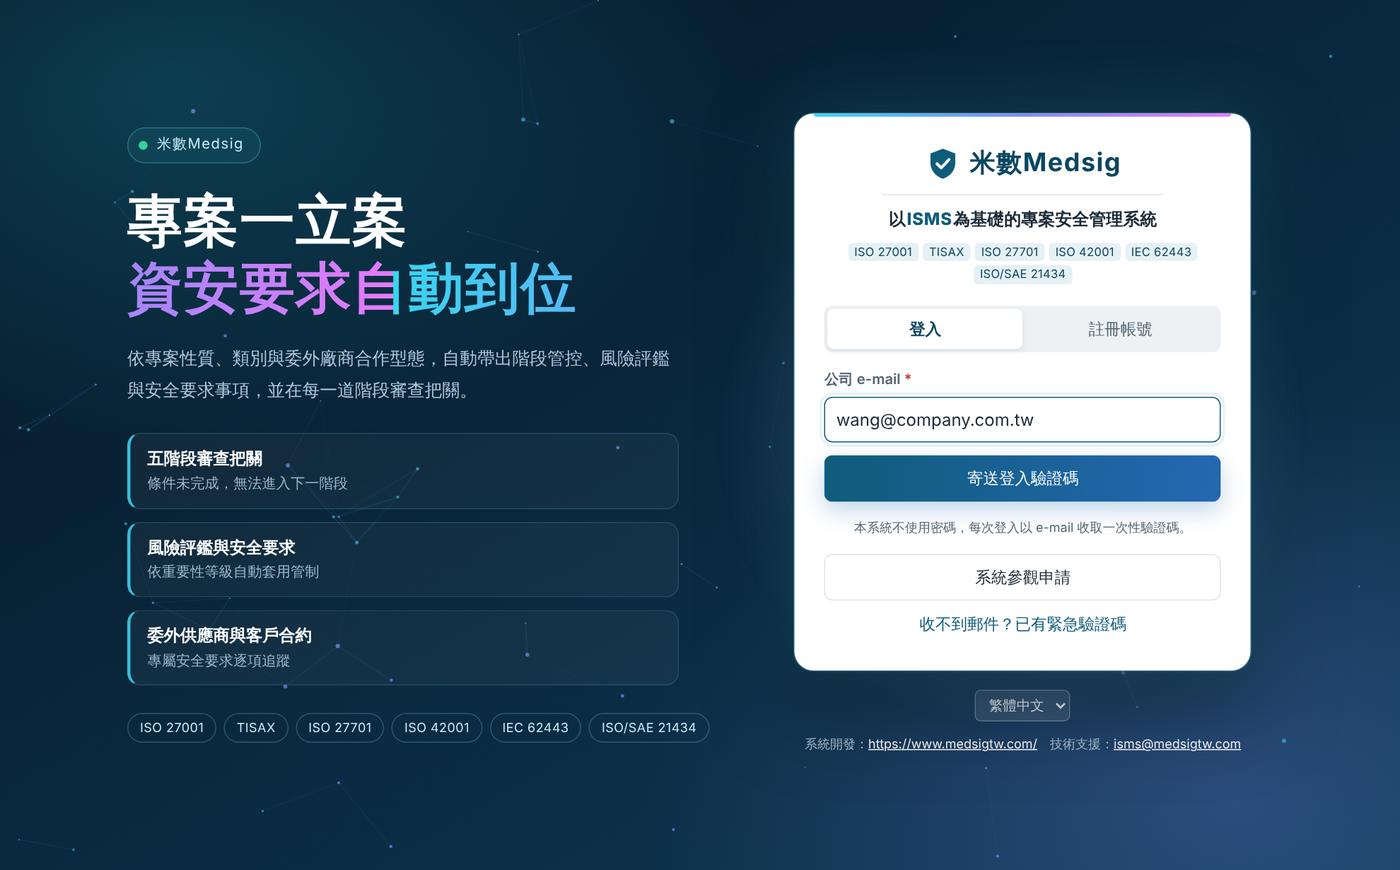 米數Medsig
專案一立案
資安要求自動到位
依專案性質、類別與委外廠商合作型態，自動帶出階段管控、風險評鑑
與安全要求事項，並在每一道階段審查把關。
五階段審查把關
條件未完成，無法進入下一階段
風險評鑑與安全要求
依重要性等級自動套用管制
委外供應商與客戶合約
專屬安全要求逐項追蹤
ISO 27001 TISAX ISO 27701 ISO 42001 IEC 62443 ISO/SAE 21434
米數Medsig
以ISMS為基礎的專案安全管理系統
ISO 27001 TISAX ISO 27701 ISO 42001 IEC 62443
ISO/SAE 21434
登入 註冊帳號
公司 e-mail *
wang@company.com.tw
寄送登入驗證碼
本系統不使用密碼，每次登入以 e-mail 收取一次性驗證碼。
系統參觀申請
收不到郵件？已有緊急驗證碼
繁體中文
系統開發：https://www.medsigtw.com/ 技術支援：isms@medsigtw.com